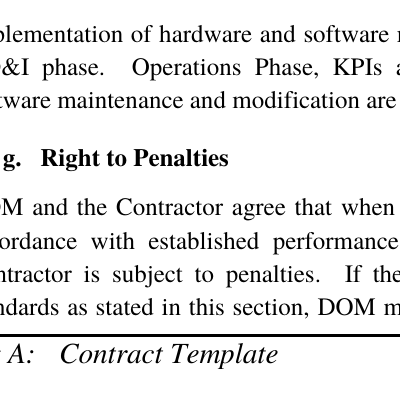 plementation of hardware and software
&I phase. Operations Phase, KPIs
tware maintenance and modification are
g. Right to Penalties
OM and the Contractor agree that when
ordance with established performance
ntractor is subject to penalties. If the
ndards as stated in this section, DOM m
A: Contract Template